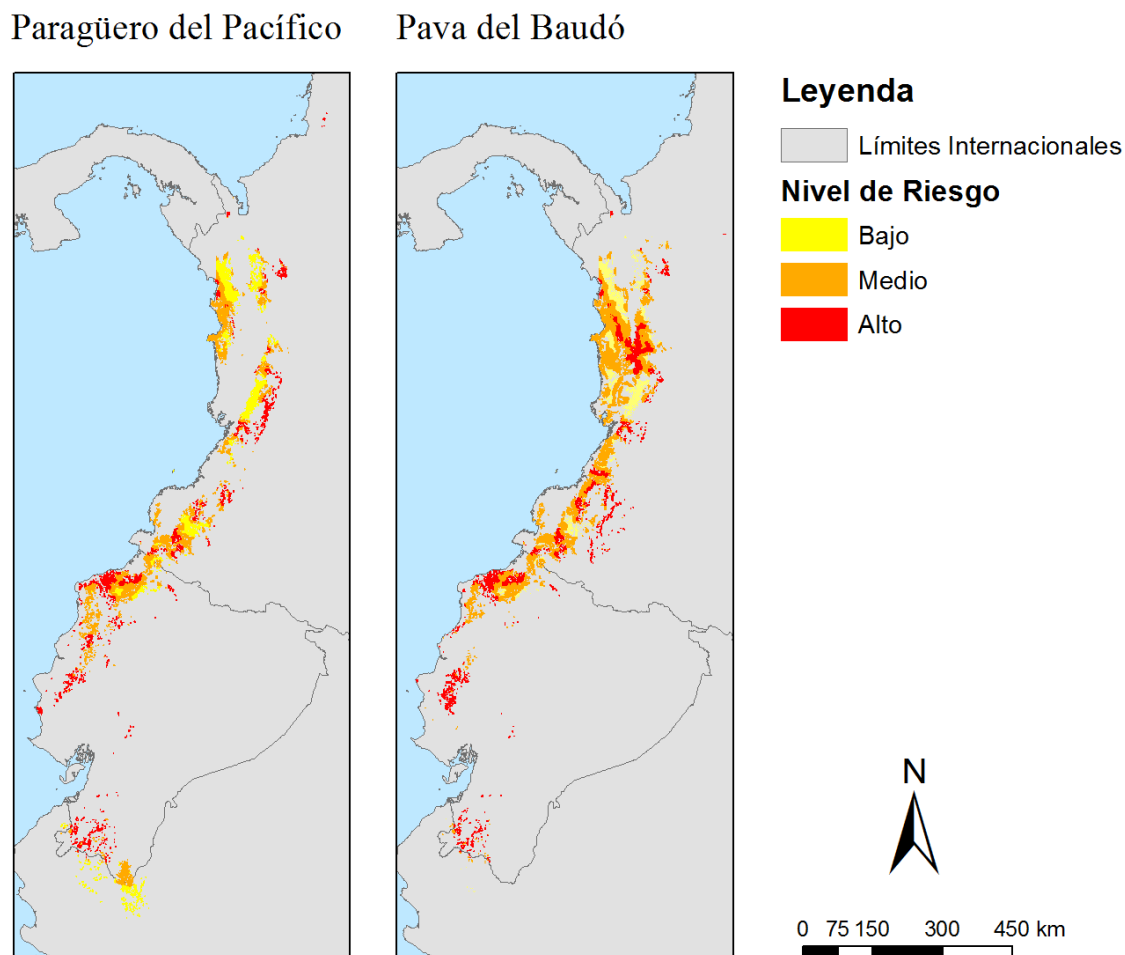 Paragüero del Pacífico
Pava del Baudó
Leyenda
Límites Internacionales
Nivel de Riesgo
Bajo
Medio
Alto
N
0 75 150 300 450 km